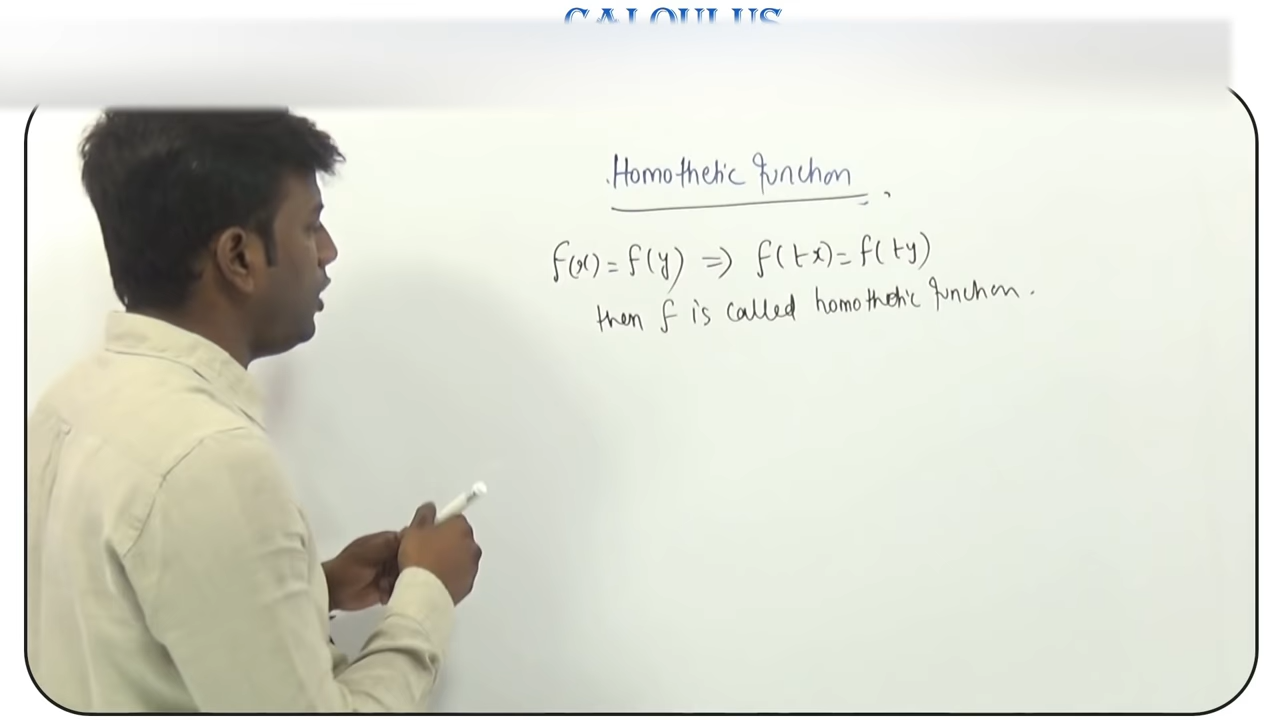 CALCULUS
Homothetic function
f(x) = f(y) ⇒ f(tx) = f(ty)
then f is called homothetic function.